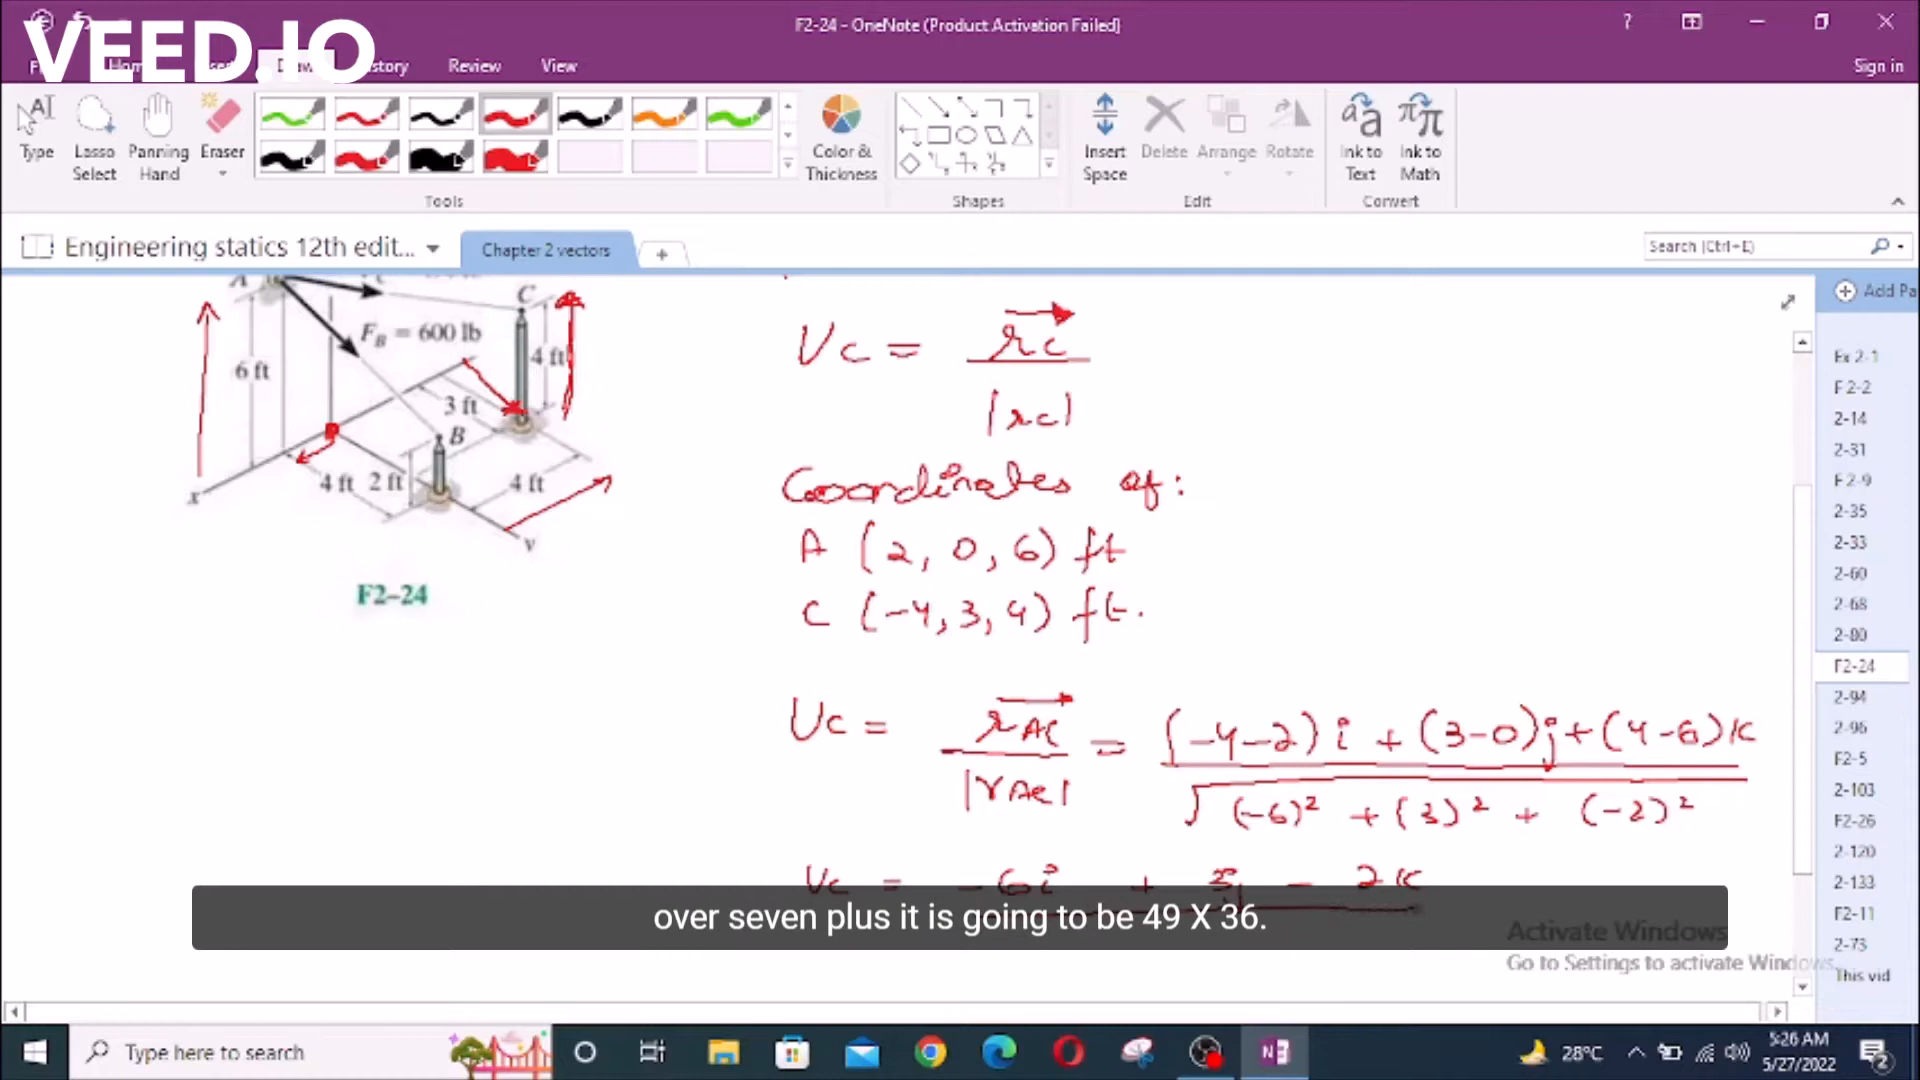 VEED.IO
F2-24 - OneNote (Product Activation Failed)
?
Review
View
Sign in
Type
Lasso
Select
Panning
Hand
Eraser
Tools
Color &
Thickness
Shapes
Insert
Space
Delete
Arrange
Rotate
Edit
Ink to
Text
Ink to
Math
Convert
Engineering statics 12th edit...
Chapter 2 vectors
+
Search (Ctrl+E)
A
C
F_B = 600 lb
4 ft
6 ft
3 ft
B
4 ft
2 ft
4 ft
x
F2–24
Uc = rc
|rc|
Coordinates of:
A (2, 0, 6) ft
C (-4, 3, 4) ft.
Uc = rAC = (-4-2) i + (3-0)j + (4-6)K
|rAC| √(-6)² + (3)² + (-2)²
Uc = -6i + 3j - 2K
over seven plus it is going to be 49 X 36.
Activate Windows
Go to Settings to activate Windows.
Add Pa
Ex 2-1
F 2-2
2-14
2-31
F 2-9
2-35
2-33
2-60
2-68
2-80
F2-24
2-94
2-96
F2-5
2-103
F2-26
2-120
2-133
F2-11
2-73
This vid
Type here to search
28°C
5:26 AM
5/27/2022
2